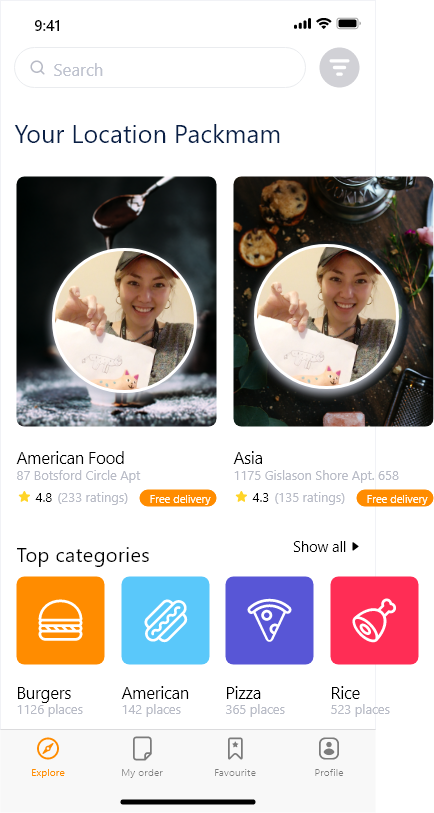 9:41
Search
Your Location Packmam
American Food
87 Botsford Circle Apt
4.8 (233 ratings) Free delivery
Asia
1175 Gislason Shore Apt. 658
4.3 (135 ratings) Free delivery
Top categories
Show all
Burgers
1126 places
American
142 places
Pizza
365 places
Rice
523 places
Explore
My order
Favourite
Profile